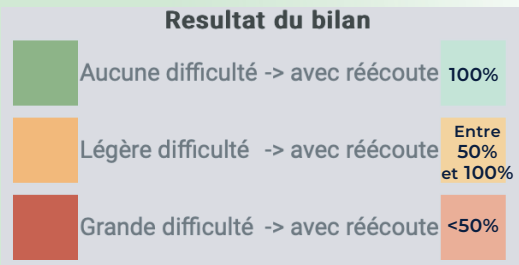 Resultat du bilan
Aucune difficulté -> avec réécoute 100%
Légère difficulté -> avec réécoute Entre 50% et 100%
Grande difficulté -> avec réécoute <50%